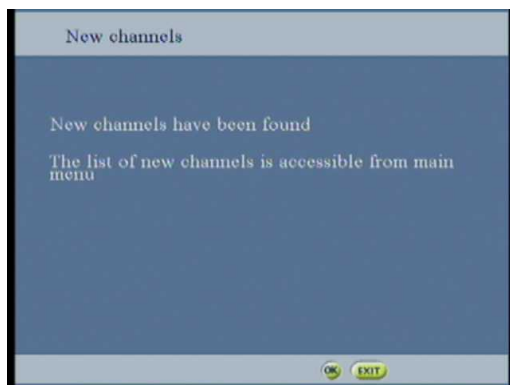 New channels
New channels have been found
The list of new channels is accessible from main
menu
OK EXIT